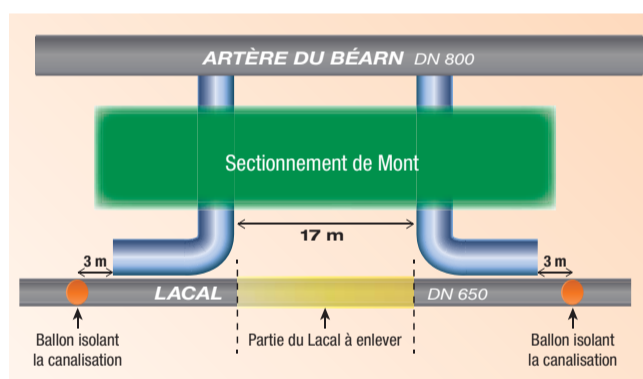 ARTÈRE DU BÉARN DN 800
Sectionnement de Mont
17 m
3 m
3 m
LACAL
DN 650
Ballon isolant
la canalisation
Partie du Lacal à enlever
Ballon isolant
la canalisation